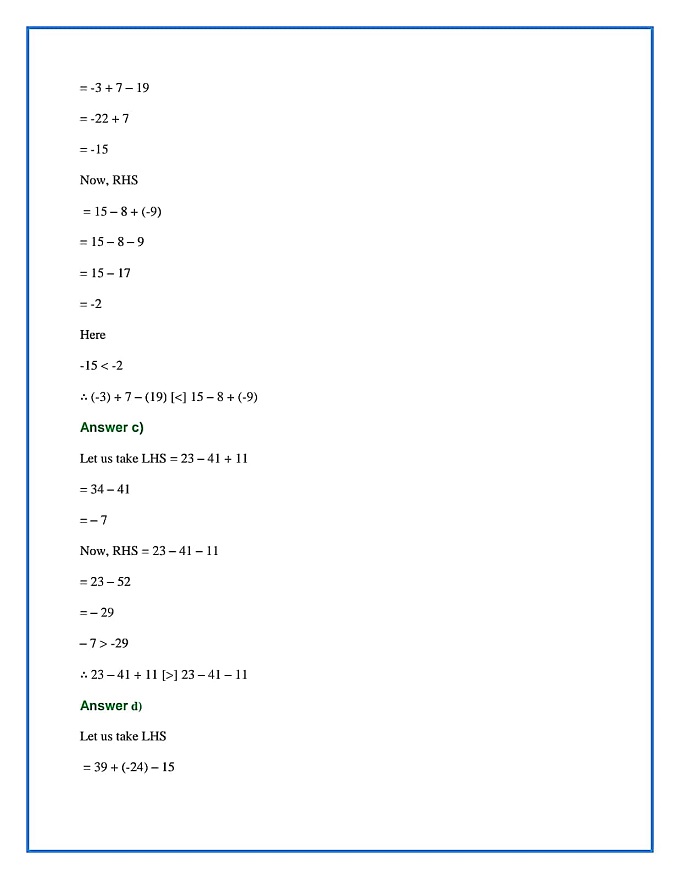 = -3 + 7 – 19
= -22 + 7
= -15
Now, RHS
= 15 – 8 + (-9)
= 15 – 8 – 9
= 15 – 17
= -2
Here
-15 < -2
∴ (-3) + 7 – (19) [<] 15 – 8 + (-9)
Answer c)
Let us take LHS = 23 – 41 + 11
= 34 – 41
= – 7
Now, RHS = 23 – 41 – 11
= 23 – 52
= – 29
– 7 > -29
∴ 23 – 41 + 11 [>] 23 – 41 – 11
Answer d)
Let us take LHS
= 39 + (-24) – 15